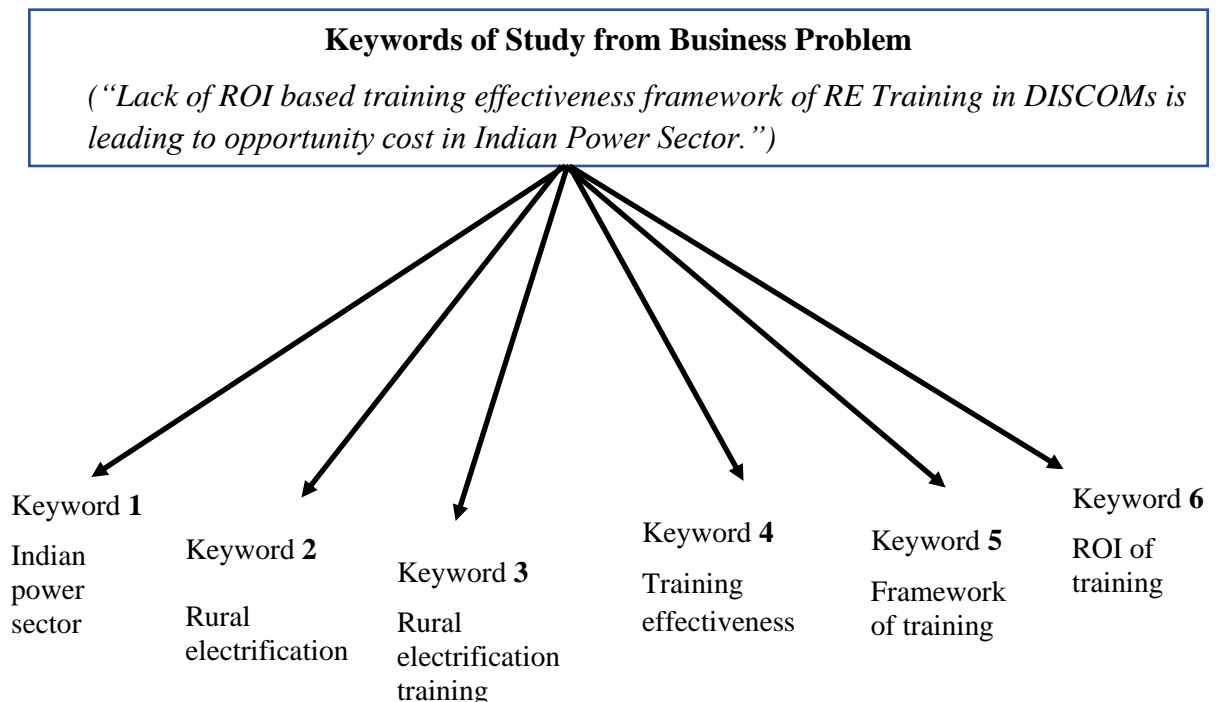 Keywords of Study from Business Problem
(“Lack of ROI based training effectiveness framework of RE Training in DISCOMs is
leading to opportunity cost in Indian Power Sector.”)
Keyword 1
Indian
power
sector
Keyword 2
Rural
electrification
Keyword 3
Rural
electrification
training
Keyword 4
Training
effectiveness
Keyword 5
Framework
of training
Keyword 6
ROI of
training